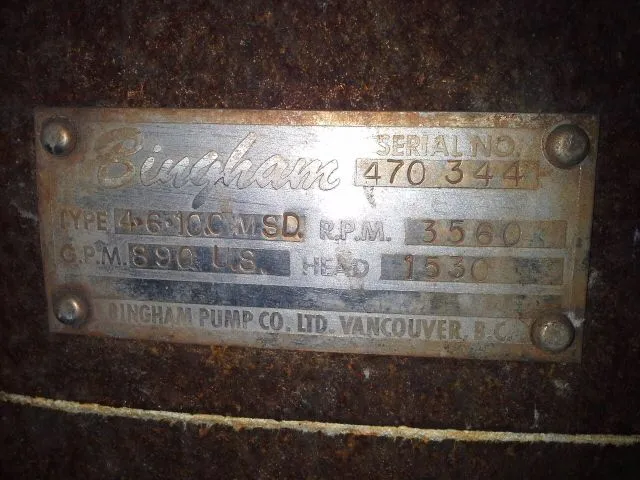 Bingham SERIAL NO.
470 344
TYPE 4·6·10C MSD. R.P.M. 3560
G.P.M. 890 U.S. HEAD 1530
BINGHAM PUMP CO. LTD. VANCOUVER, B.C.